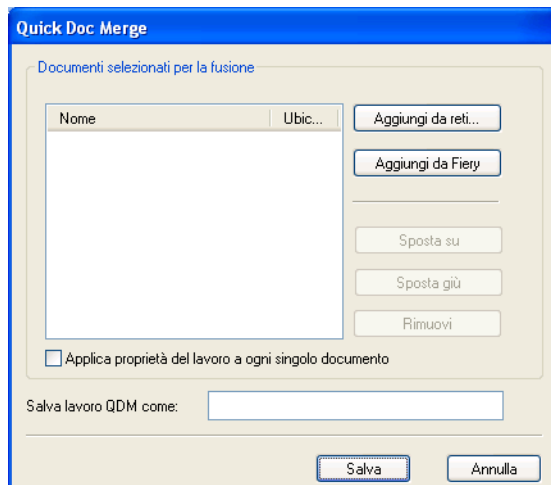 Quick Doc Merge
Documenti selezionati per la fusione
Nome Ubic...
Aggiungi da reti...
Aggiungi da Fiery
Sposta su
Sposta giù
Rimuovi
Applica proprietà del lavoro a ogni singolo documento
Salva lavoro QDM come:
Salva Annulla